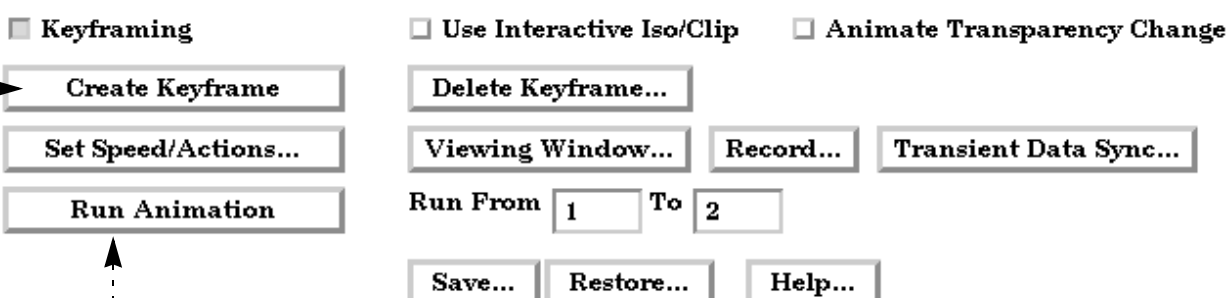 Keyframing Use Interactive Iso/Clip Animate Transparency Change
Create Keyframe Delete Keyframe...
Set Speed/Actions... Viewing Window... Record... Transient Data Sync...
Run Animation Run From 1 To 2
Save... Restore... Help...